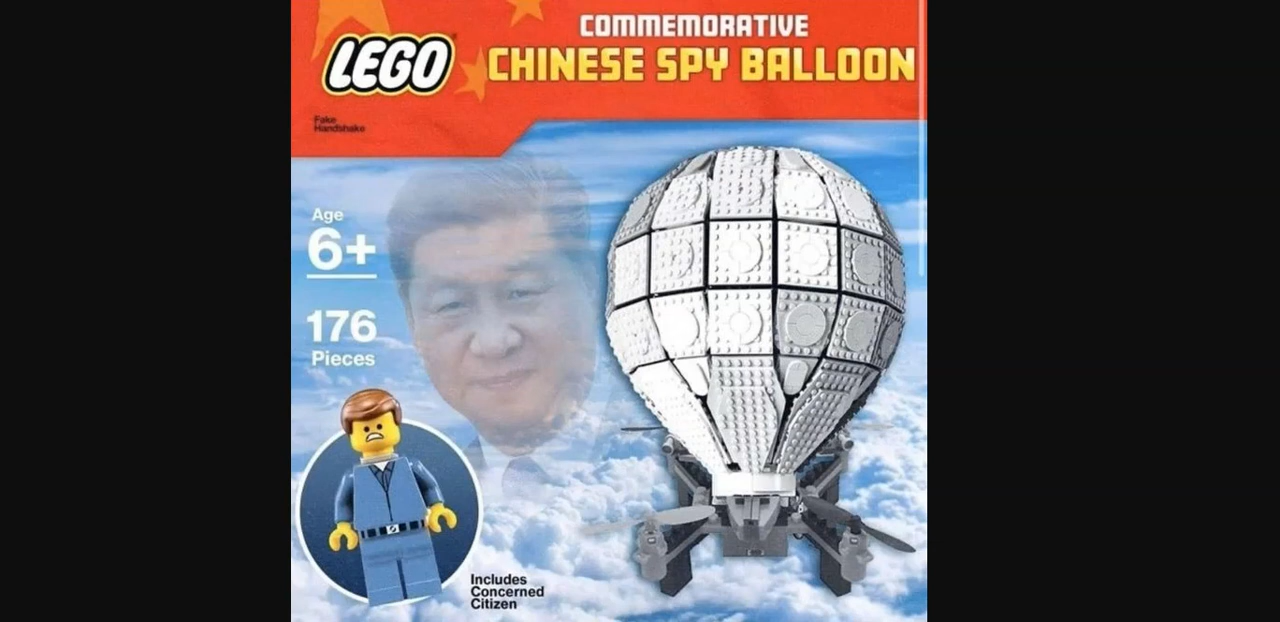 COMMEMORATIVE
LEGO
CHINESE SPY BALLOON
Fake
Handshake
Age
6+
176
Pieces
Includes
Concerned
Citizen